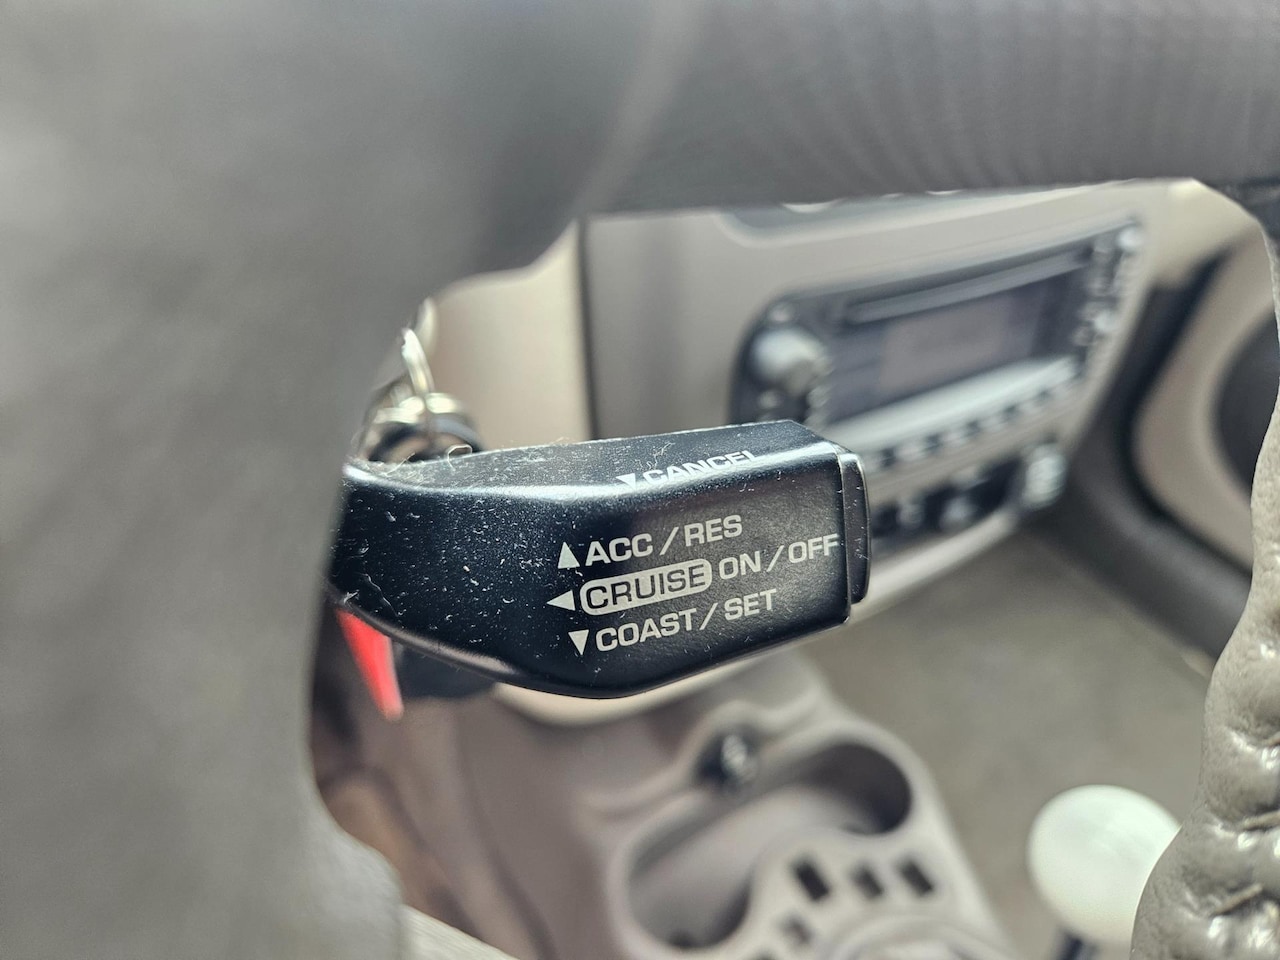 ▼CANCEL
▲ACC/RES
◀CRUISE ON/OFF
▼COAST/SET